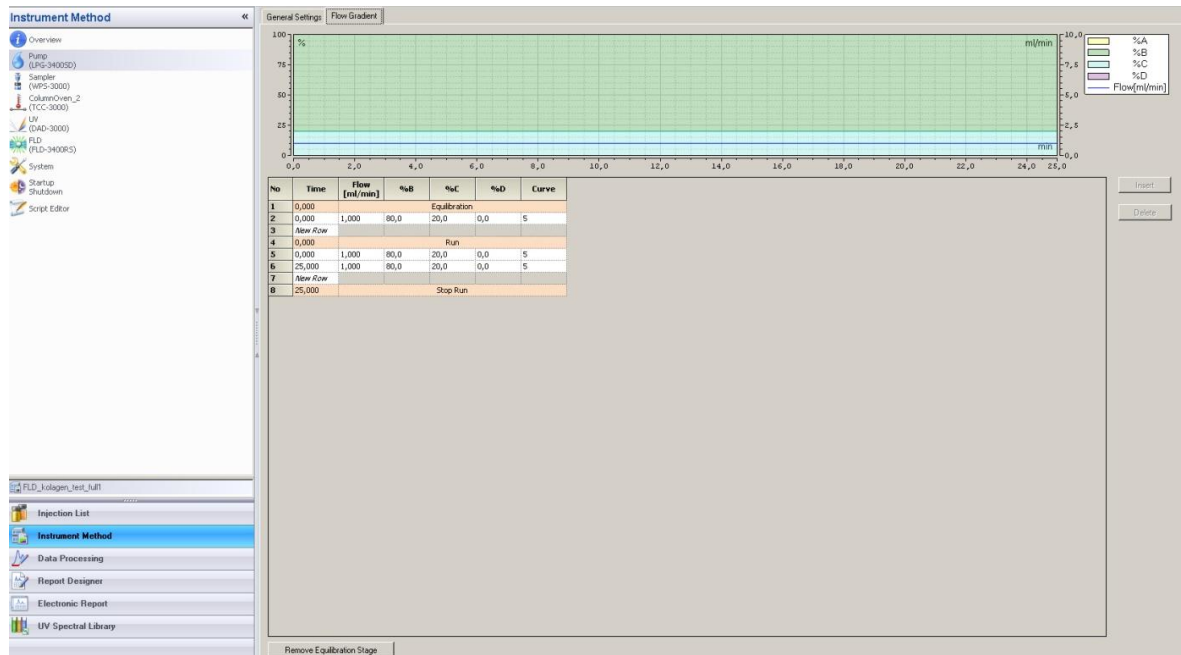 Instrument Method «
Overview
Pump
(LPG-3400SD)
Sampler
(WPS-3000)
ColumnOven_2
(TCC-3000)
UV
(DAD-3000)
FLD
(FLD-3400RS)
System
Startup
Shutdown
Script Editor
FLD_kolagen_test_full1
Injection List
Instrument Method
Data Processing
Report Designer
Electronic Report
UV Spectral Library
General Settings Flow Gradient
% ml/min
100
75
50
25
0
10,0
7,5
5,0
2,5
0,0
min
0,0 2,0 4,0 6,0 8,0 10,0 12,0 14,0 16,0 18,0 20,0 22,0 24,0 25,0
%A
%B
%C
%D
Flow[ml/min]
No Time Flow [ml/min] %B %C %D Curve
1 0,000 Equilibration
2 0,000 1,000 80,0 20,0 0,0 5
3 New Row
4 0,000 Run
5 0,000 1,000 80,0 20,0 0,0 5
6 25,000 1,000 80,0 20,0 0,0 5
7 New Row
8 25,000 Stop Run
Insert
Delete
Remove Equilibration Stage